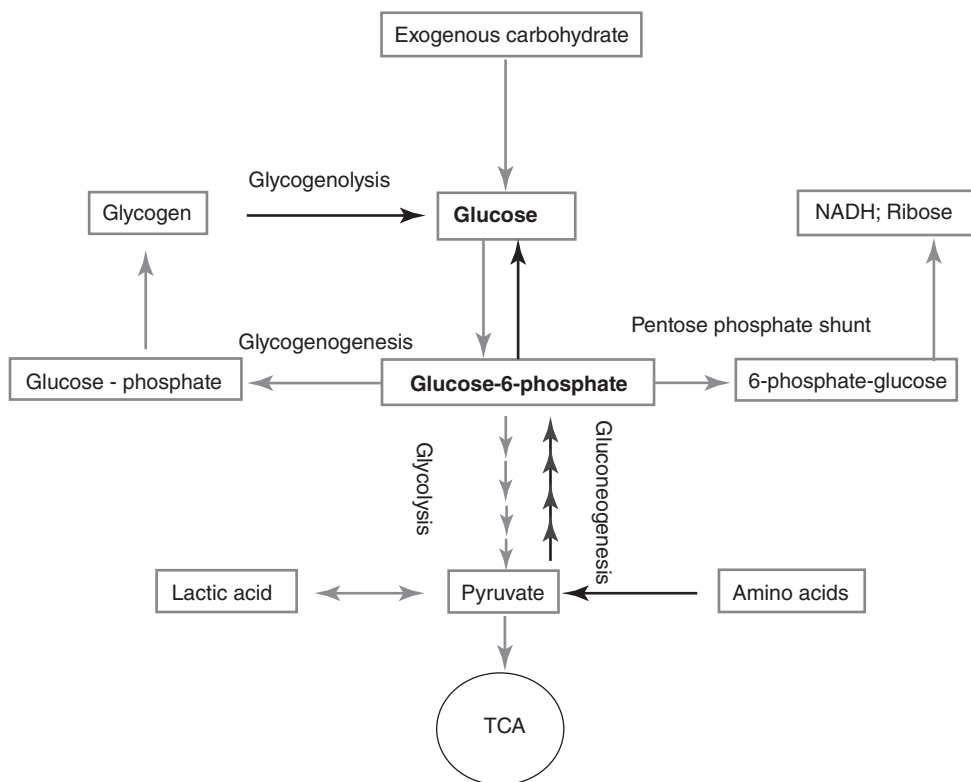 Exogenous carbohydrate
Glycogenolysis
Glycogen
Glucose
NADH; Ribose
Glycogenogenesis
Pentose phosphate shunt
Glucose - phosphate
Glucose-6-phosphate
6-phosphate-glucose
Glycolysis
Gluconeogenesis
Lactic acid
Pyruvate
Amino acids
TCA